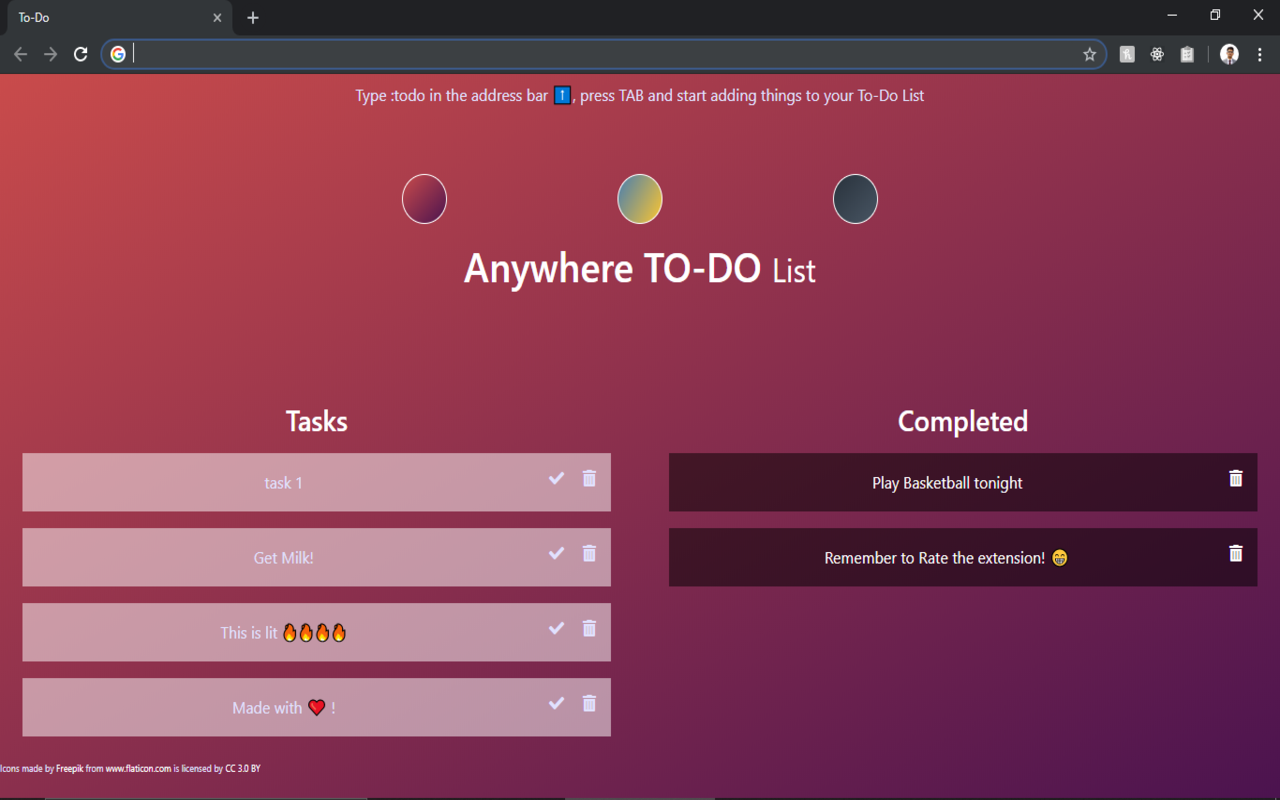 To-Do
Type :todo in the address bar ⬆️, press TAB and start adding things to your To-Do List
Anywhere TO-DO List
Tasks
task 1
Get Milk!
This is lit 🔥🔥🔥🔥
Made with ❤️ !
Completed
Play Basketball tonight
Remember to Rate the extension! 😁
Icons made by Freepik from www.flaticon.com is licensed by CC 3.0 BY